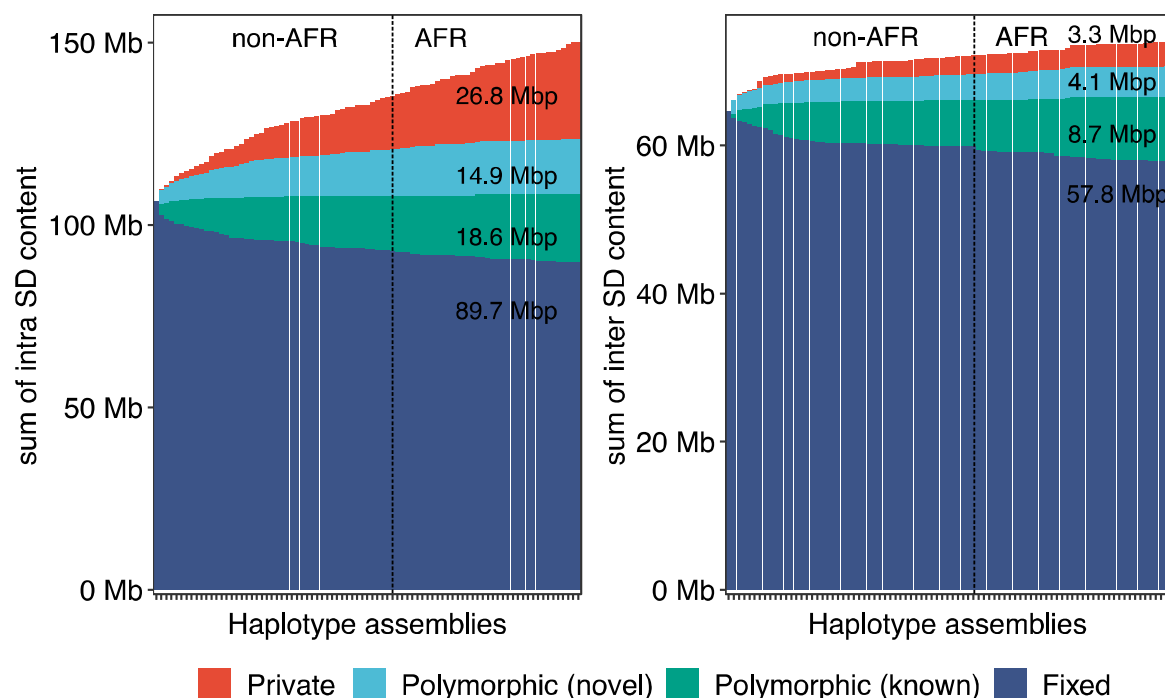 150 Mb
100 Mb
50 Mb
0 Mb
sum of intra SD content
non-AFR
AFR
26.8 Mbp
14.9 Mbp
18.6 Mbp
89.7 Mbp
Haplotype assemblies
60 Mb
40 Mb
20 Mb
0 Mb
sum of inter SD content
non-AFR
AFR
3.3 Mbp
4.1 Mbp
8.7 Mbp
57.8 Mbp
Haplotype assemblies
Private Polymorphic (novel) Polymorphic (known) Fixed